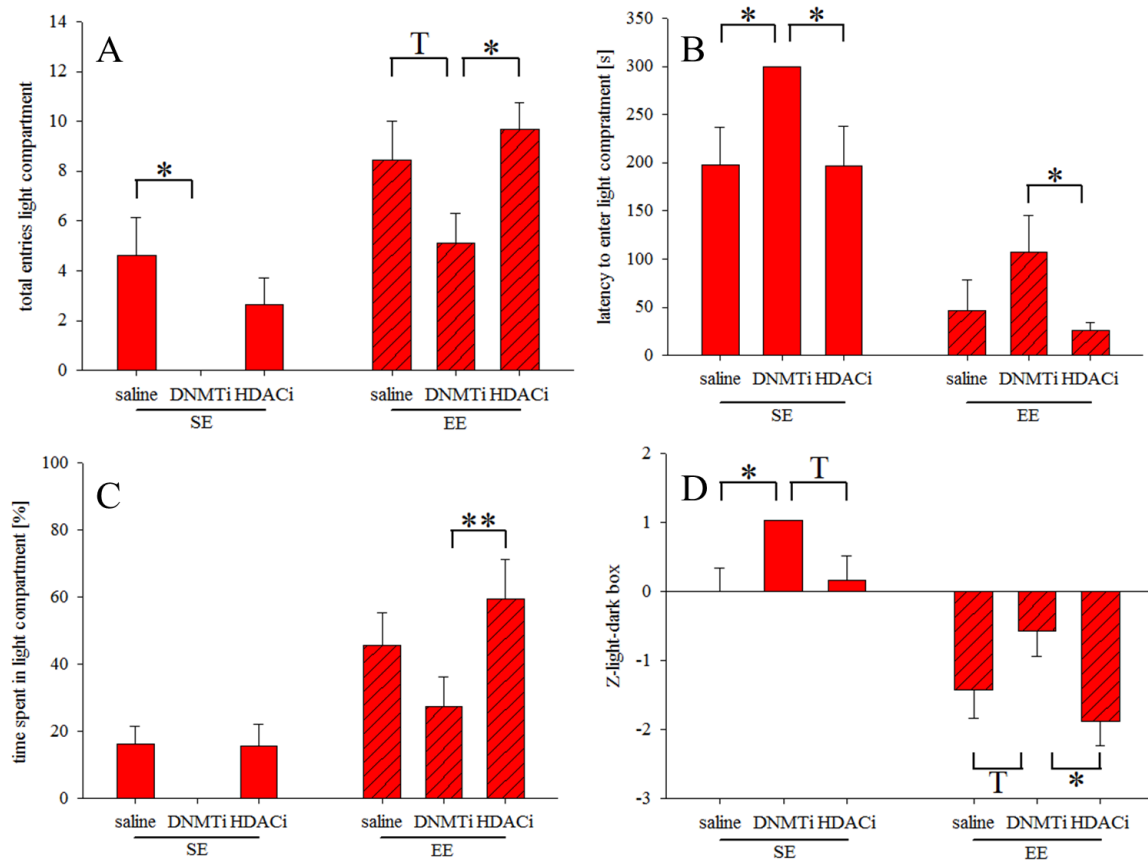 A
total entries light compartment
14
12
10
8
6
4
2
0
*
T
*
saline DNMTi HDACi
saline DNMTi HDACi
SE
EE
B
latency to enter light compratment [s]
350
300
250
200
150
100
50
0
*
*
*
saline DNMTi HDACi
saline DNMTi HDACi
SE
EE
C
time spent in light compartment [%]
100
80
60
40
20
0
**
saline DNMTi HDACi
saline DNMTi HDACi
SE
EE
D
Z-light-dark box
2
1
0
-1
-2
-3
*
T
T
*
saline DNMTi HDACi
saline DNMTi HDACi
SE
EE